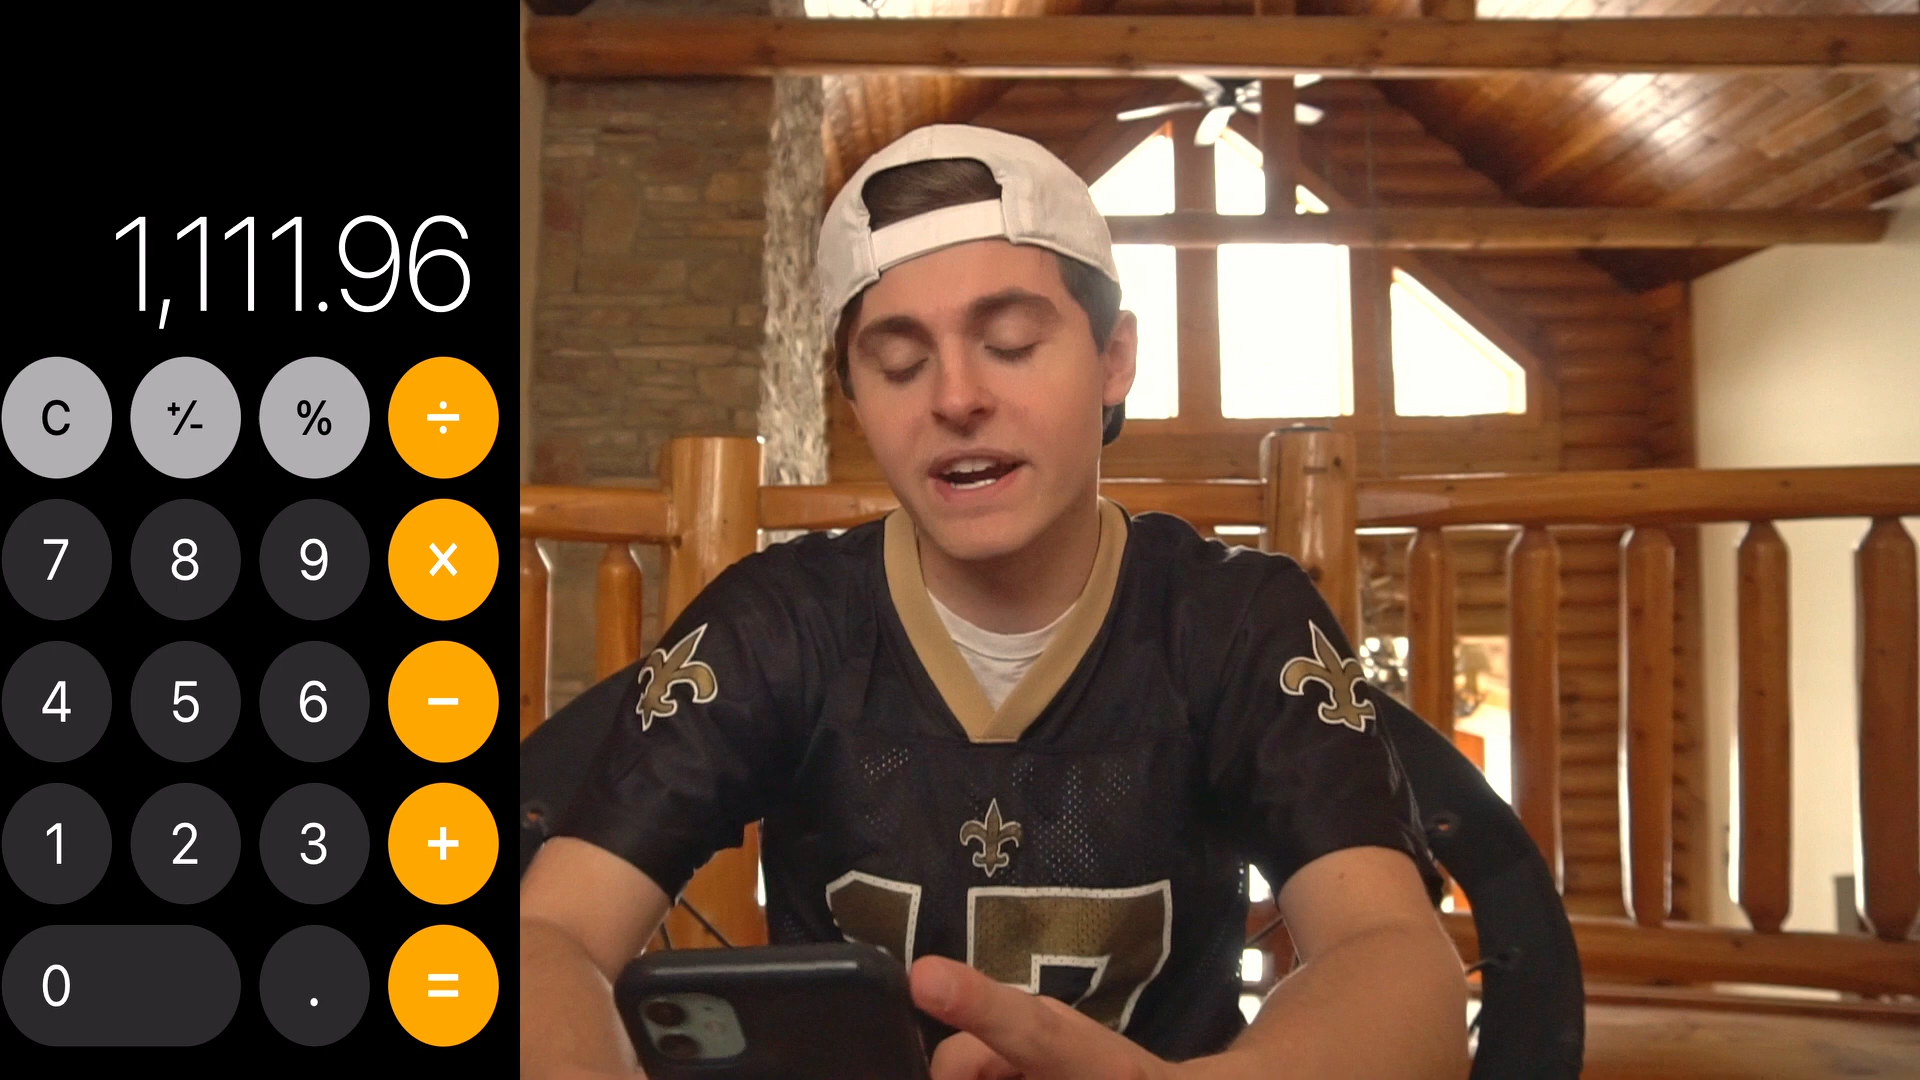 1,111.96
C +/- % ÷
7 8 9 ×
4 5 6 −
1 2 3 +
0 . =
17